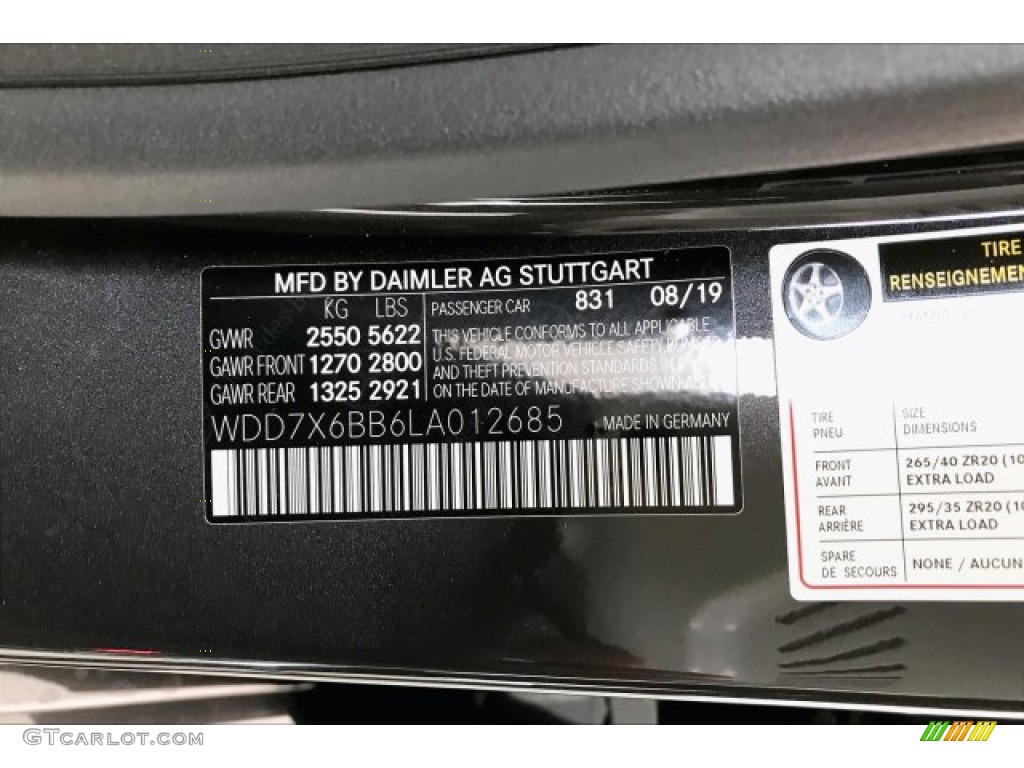 MFD BY DAIMLER AG STUTTGART
KG LBS
PASSENGER CAR 831 08/19
GVWR 2550 5622
GAWR FRONT 1270 2800
GAWR REAR 1325 2921
THIS VEHICLE CONFORMS TO ALL APPLICABLE
U.S. FEDERAL MOTOR VEHICLE SAFETY
AND THEFT PREVENTION STANDARDS
ON THE DATE OF MANUFACTURE SHOWN
WDD7X6BB6LA012685 MADE IN GERMANY
TIRE
RENSEIGNEMEN
TIRE
PNEU
SIZE
DIMENSIONS
FRONT
AVANT
265/40 ZR20 (10
EXTRA LOAD
REAR
ARRIÈRE
295/35 ZR20 (10
EXTRA LOAD
SPARE
DE SECOURS
NONE / AUCUN
GTcarlot.com